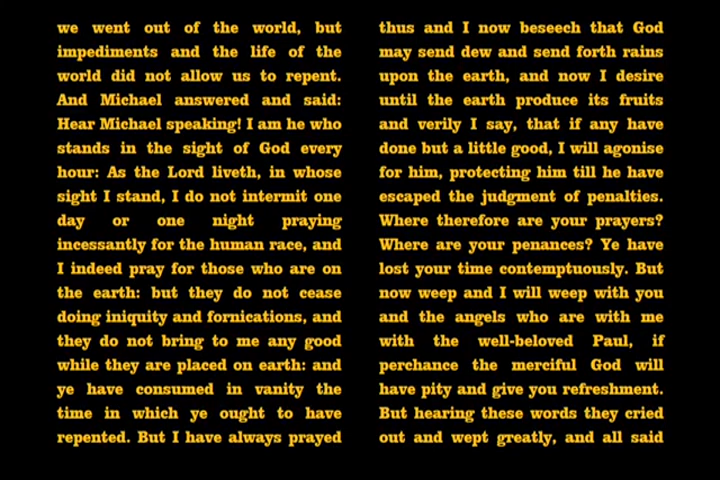 we went out of the world, but
impediments and the life of the
world did not allow us to repent.
And Michael answered and said:
Hear Michael speaking! I am he who
stands in the sight of God every
hour: As the Lord liveth, in whose
sight I stand, I do not intermit one
day or one night praying
incessantly for the human race, and
I indeed pray for those who are on
the earth: but they do not cease
doing iniquity and fornications, and
they do not bring to me any good
while they are placed on earth: and
ye have consumed in vanity the
time in which ye ought to have
repented. But I have always prayed
thus and I now beseech that God
may send dew and send forth rains
upon the earth, and now I desire
until the earth produce its fruits
and verily I say, that if any have
done but a little good, I will agonise
for him, protecting him till he have
escaped the judgment of penalties.
Where therefore are your prayers?
Where are your penances? Ye have
lost your time contemptuously. But
now weep and I will weep with you
and the angels who are with me
with the well-beloved Paul, if
perchance the merciful God will
have pity and give you refreshment.
But hearing these words they cried
out and wept greatly, and all said